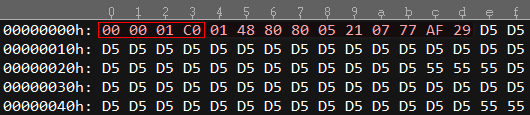 0 1 2 3 4 5 6 7 8 9 a b c d e f
00000000h: 00 00 01 C0 01 48 80 80 05 21 07 77 AF 29 D5 D5
00000010h: D5 D5 D5 D5 D5 D5 D5 D5 D5 D5 D5 D5 D5 D5 D5 D5
00000020h: D5 D5 D5 D5 D5 D5 D5 D5 D5 D5 D5 D5 55 55 55 D5
00000030h: D5 D5 D5 D5 D5 D5 D5 D5 D5 D5 D5 D5 D5 D5 D5 D5
00000040h: D5 D5 D5 D5 D5 D5 D5 D5 D5 D5 D5 D5 D5 D5 55 55